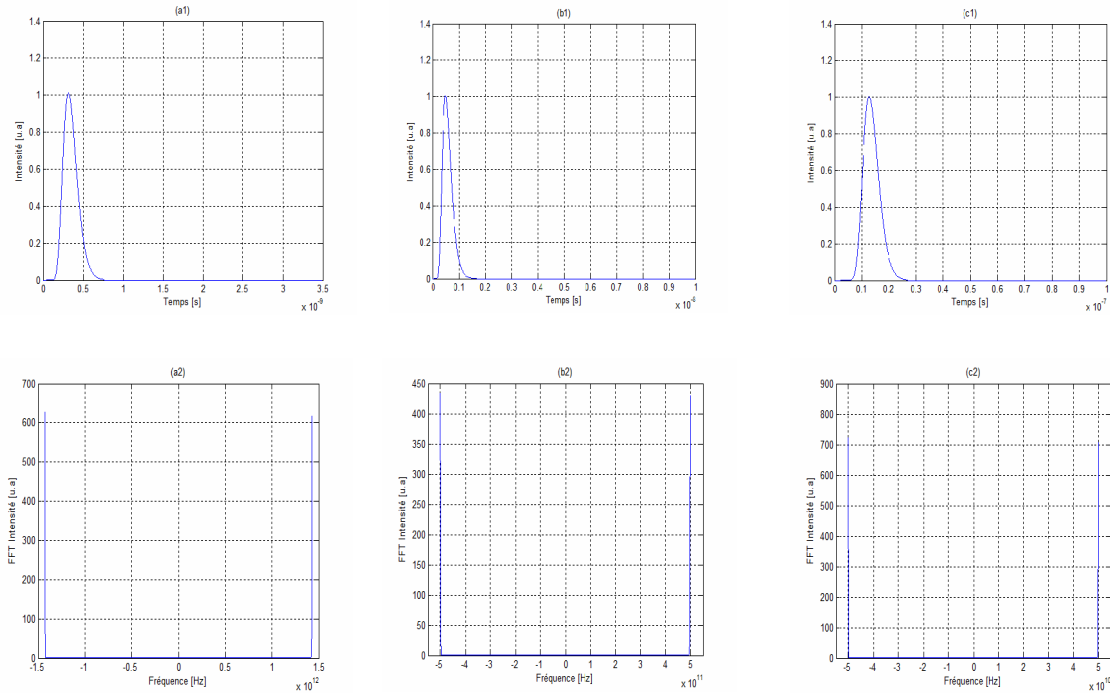 (a1)
1.4
1.2
1
0.8
0.6
0.4
0.2
0
Intensité [u.a]
0 0.5 1 1.5 2 2.5 3 3.5
Temps [s]
x 10⁻⁹
(b1)
1.4
1.2
1
0.8
0.6
0.4
0.2
0
Intensité [u.a]
0 0.1 0.2 0.3 0.4 0.5 0.6 0.7 0.8 0.9 1
Temps [s]
x 10⁻⁸
(c1)
1.4
1.2
1
0.8
0.6
0.4
0.2
0
Intensité [u.a]
0 0.1 0.2 0.3 0.4 0.5 0.6 0.7 0.8 0.9 1
Temps [s]
x 10⁻⁷
(a2)
700
600
500
400
300
200
100
0
FFT Intensité [u.a]
-1.5 -1 -0.5 0 0.5 1 1.5
Fréquence [Hz]
x 10¹²
(b2)
450
400
350
300
250
200
150
100
50
0
FFT Intensité [u.a]
-5 -4 -3 -2 -1 0 1 2 3 4 5
Fréquence [Hz]
x 10¹¹
(c2)
900
800
700
600
500
400
300
200
100
0
FFT Intensité [u.a]
-5 -4 -3 -2 -1 0 1 2 3 4 5
Fréquence [Hz]
x 10¹⁰